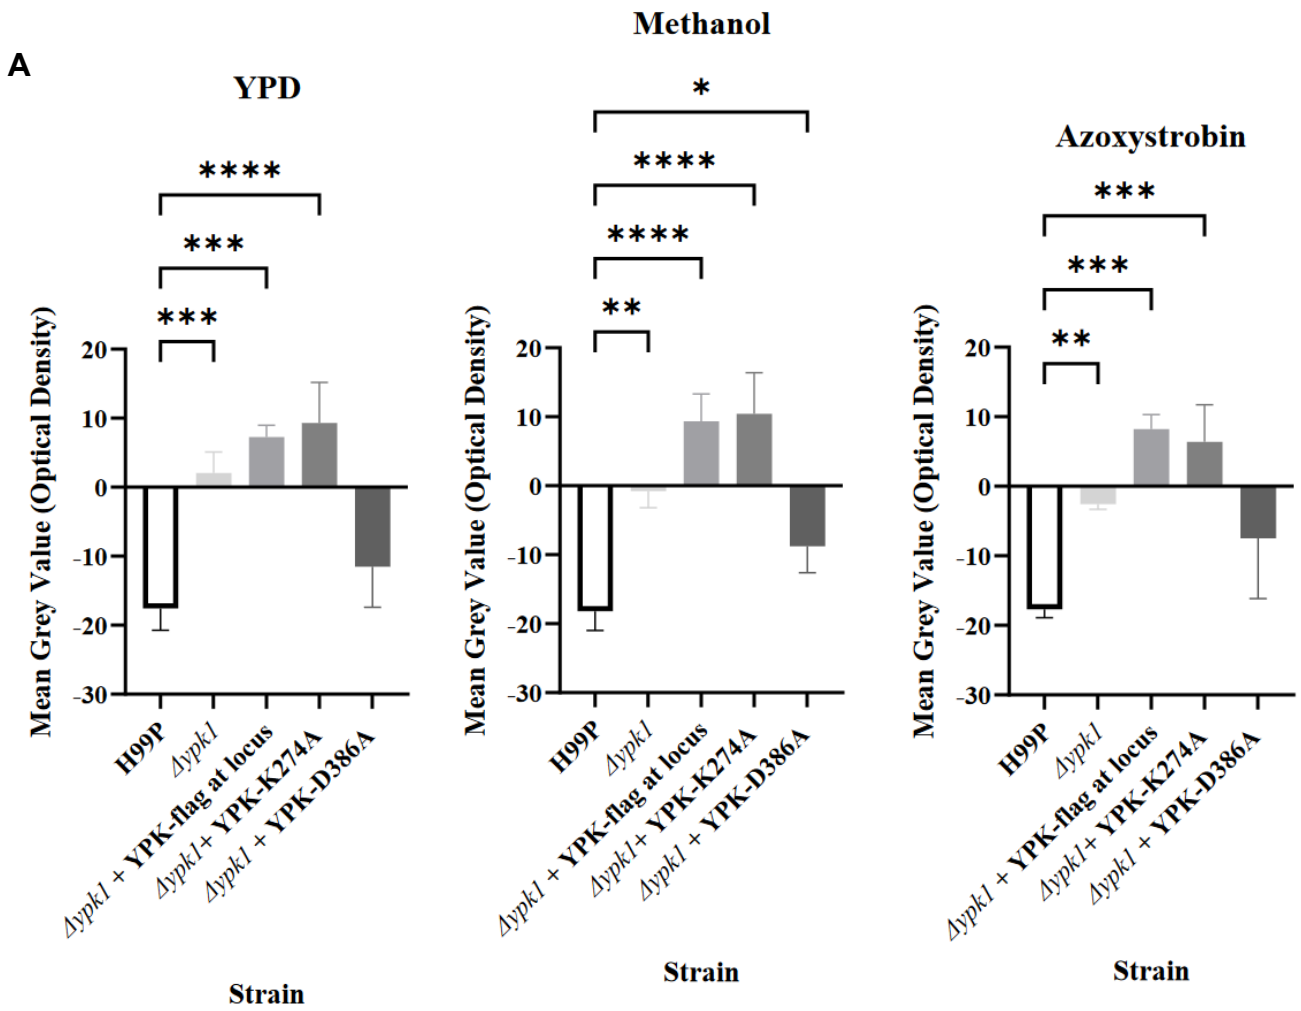 A
YPD
****
***
***
Mean Grey Value (Optical Density)
20
10
0
-10
-20
-30
H99P
Δypk1
Δypk1 + YPK-flag at locus
Δypk1+ YPK-K274A
Δypk1 + YPK-D386A
Strain
Methanol
*
****
****
**
Mean Grey Value (Optical Density)
20
10
0
-10
-20
-30
H99P
Δypk1
Δypk1 + YPK-flag at locus
Δypk1+ YPK-K274A
Δypk1 + YPK-D386A
Strain
Azoxystrobin
***
***
**
Mean Grey Value (Optical Density)
20
10
0
-10
-20
-30
H99P
Δypk1
Δypk1 + YPK-flag at locus
Δypk1+ YPK-K274A
Δypk1 + YPK-D386A
Strain